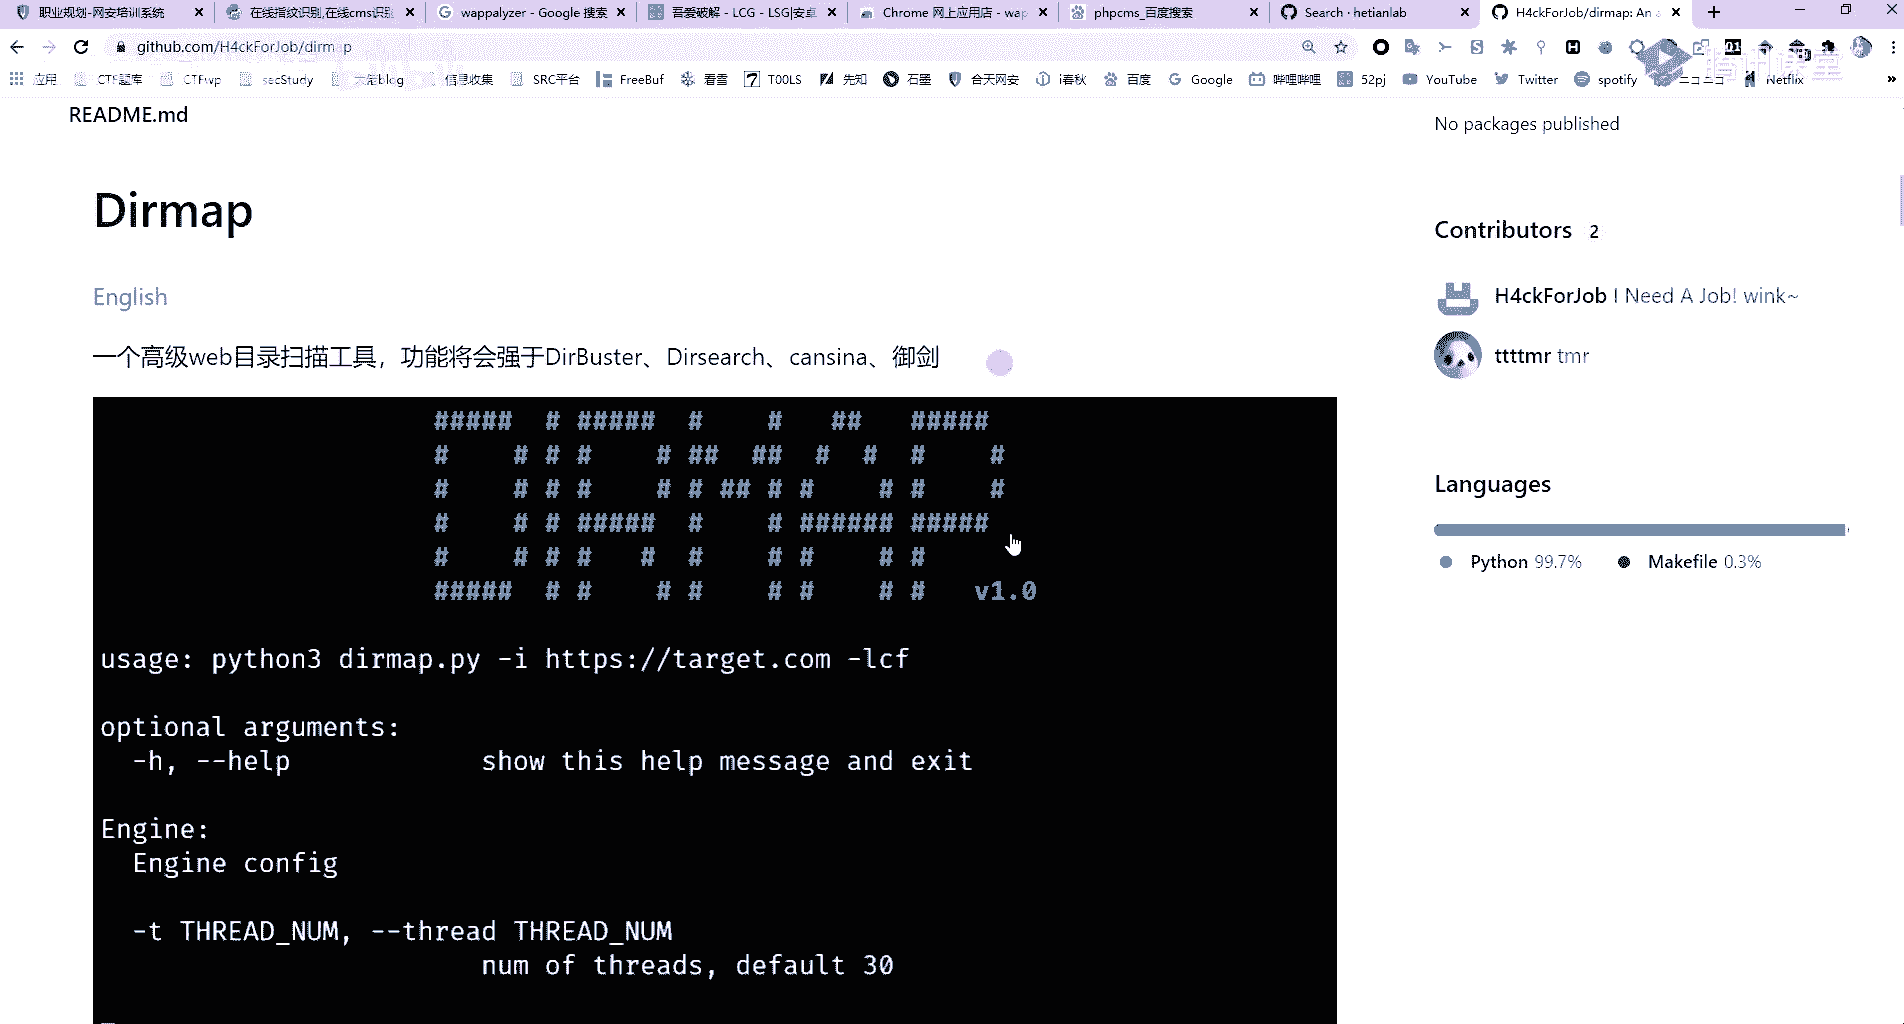 职业规划-网安培训系统
在线指纹识别,在线cms识别
wappalyzer - Google 搜索
吾爱破解 - LCG - LSG|安卓
Chrome 网上应用店 - wap
phpcms_百度搜索
Search · hetianlab
H4ckForJob/dirmap: An a
github.com/H4ckForJob/dirmap
应用 CTF题库 CTFwp secStudy 大佬blog 信息收集 SRC平台 FreeBuf 看雪 T00LS 先知 石墨 合天网安 i春秋 百度 Google 哔哩哔哩 52pj YouTube Twitter spotify ニコニコ Netflix »
腾讯课堂
README.md
No packages published
Dirmap
Contributors 2
English
H4ckForJob I Need A Job! wink~
一个高级web目录扫描工具，功能将会强于DirBuster、Dirsearch、cansina、御剑
ttttmr tmr
##### # ##### # # ## #####
# # # # # ## ## # # # #
# # # # # # ## # # # # #
# # # ##### # # ###### #####
# # # # # # # # # #
##### # # # # # # # # v1.0
Languages
Python 99.7% Makefile 0.3%
usage: python3 dirmap.py -i https://target.com -lcf
optional arguments:
-h, --help show this help message and exit
Engine:
Engine config
-t THREAD_NUM, --thread THREAD_NUM
num of threads, default 30